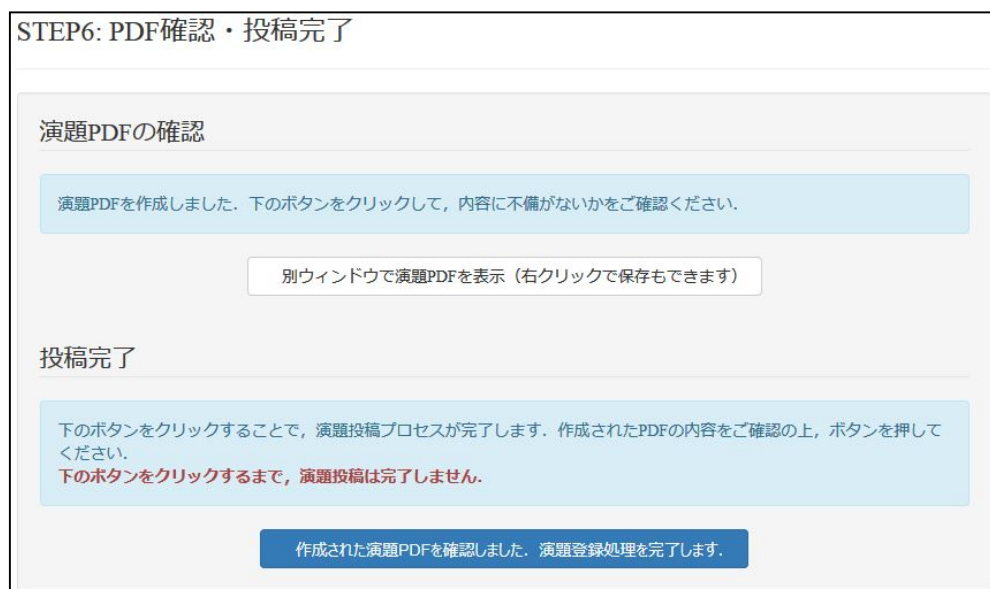 STEP6: PDF確認・投稿完了
演題PDFの確認
演題PDFを作成しました．下のボタンをクリックして，内容に不備がないかをご確認ください．
別ウィンドウで演題PDFを表示（右クリックで保存もできます）
投稿完了
下のボタンをクリックすることで，演題投稿プロセスが完了します．作成されたPDFの内容をご確認の上，ボタンを押して
ください．
下のボタンをクリックするまで，演題投稿は完了しません．
作成された演題PDFを確認しました．演題登録処理を完了します．